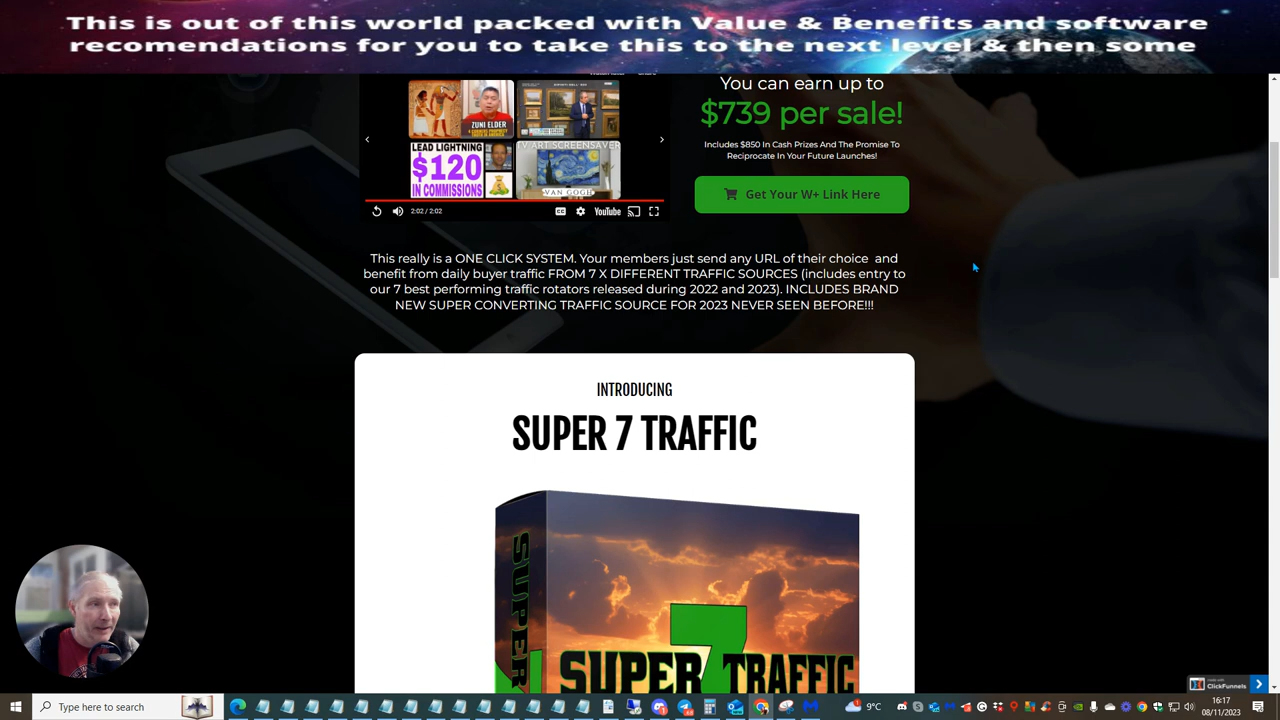 This is out of this world packed with Value & Benefits and software
recomendations for you to take this to the next level & then some
ZUNI ELDER
LEAD LIGHTNING
$120
IN COMMISSIONS
TV ART SCREENSAVER
VAN GOGH
2:02 / 2:02
CC
YouTube
You can earn up to
$739 per sale!
Includes $850 In Cash Prizes And The Promise To
Reciprocate In Your Future Launches!
Get Your W+ Link Here
This really is a ONE CLICK SYSTEM. Your members just send any URL of their choice and
benefit from daily buyer traffic FROM 7 X DIFFERENT TRAFFIC SOURCES (includes entry to
our 7 best performing traffic rotators released during 2022 and 2023). INCLUDES BRAND
NEW SUPER CONVERTING TRAFFIC SOURCE FOR 2023 NEVER SEEN BEFORE!!!
INTRODUCING
SUPER 7 TRAFFIC
SUPER
7
SUPER TRAFFIC
made with
ClickFunnels
Type here to search
9°C
16:17
08/11/2023